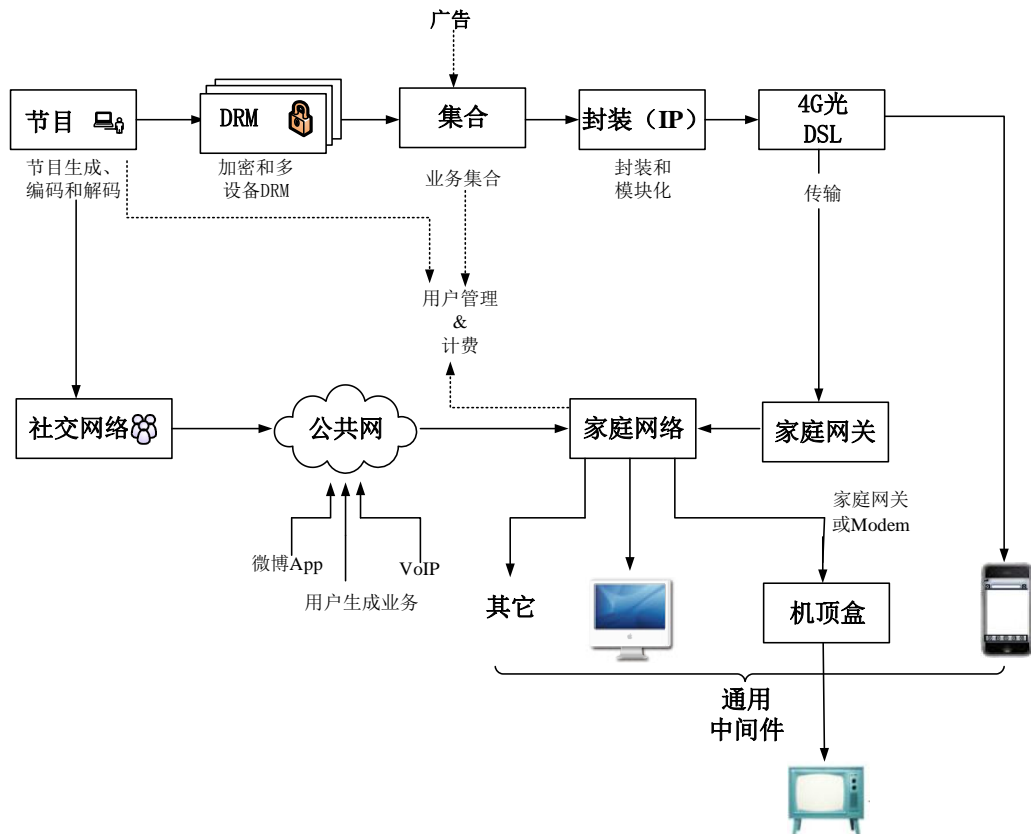 广告
节目
DRM
集合
封装（IP）
4G光
DSL
节目生成、
编码和解码
加密和多
设备DRM
业务集合
封装和
模块化
传输
用户管理
&
计费
社交网络
公共网
家庭网络
家庭网关
微博App
VoIP
用户生成业务
家庭网关
或Modem
其它
机顶盒
通用
中间件